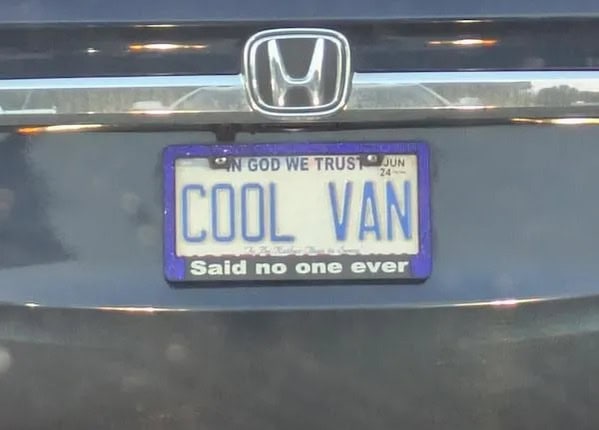 IN GOD WE TRUST
JUN
24
COOL VAN
Said no one ever